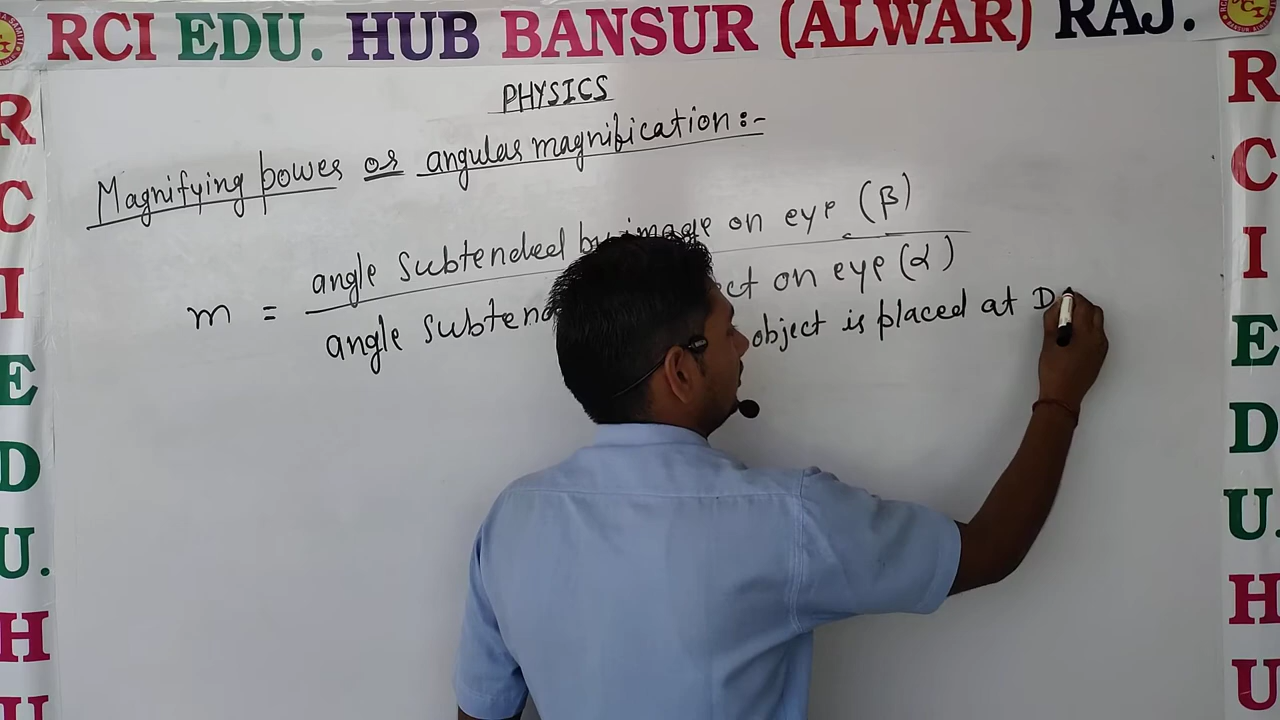 RCI EDU. HUB BANSUR (ALWAR) RAJ.
PHYSICS
Magnifying power or angular magnification :-
m = angle Subtended by image on eye (β)
angle Subtend on eye (α)
object is placed at D
R
C
I
E
D
U.
H
U
R
C
I
E
D
U.
H
U